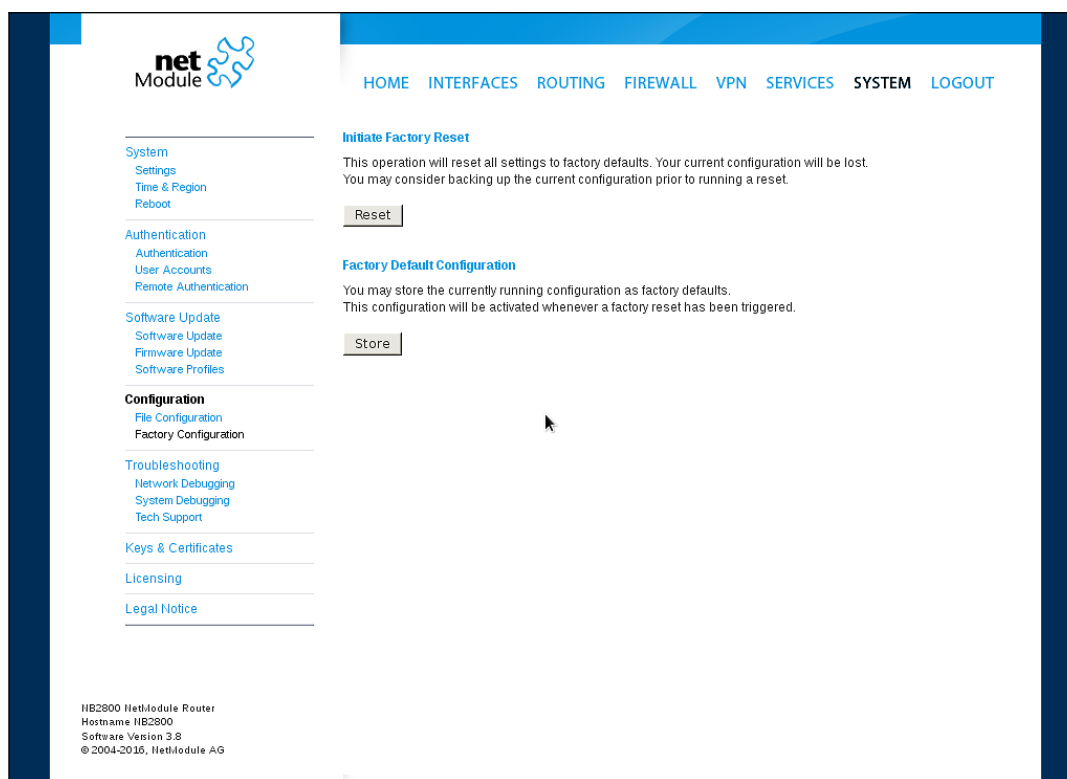 net
Module
HOME INTERFACES ROUTING FIREWALL VPN SERVICES SYSTEM LOGOUT
System
Settings
Time & Region
Reboot
Authentication
Authentication
User Accounts
Remote Authentication
Software Update
Software Update
Firmware Update
Software Profiles
Configuration
File Configuration
Factory Configuration
Troubleshooting
Network Debugging
System Debugging
Tech Support
Keys & Certificates
Licensing
Legal Notice
Initiate Factory Reset
This operation will reset all settings to factory defaults. Your current configuration will be lost.
You may consider backing up the current configuration prior to running a reset.
Reset
Factory Default Configuration
You may store the currently running configuration as factory defaults.
This configuration will be activated whenever a factory reset has been triggered.
Store
NB2800 NetModule Router
Hostname NB2800
Software Version 3.8
© 2004-2016, NetModule AG